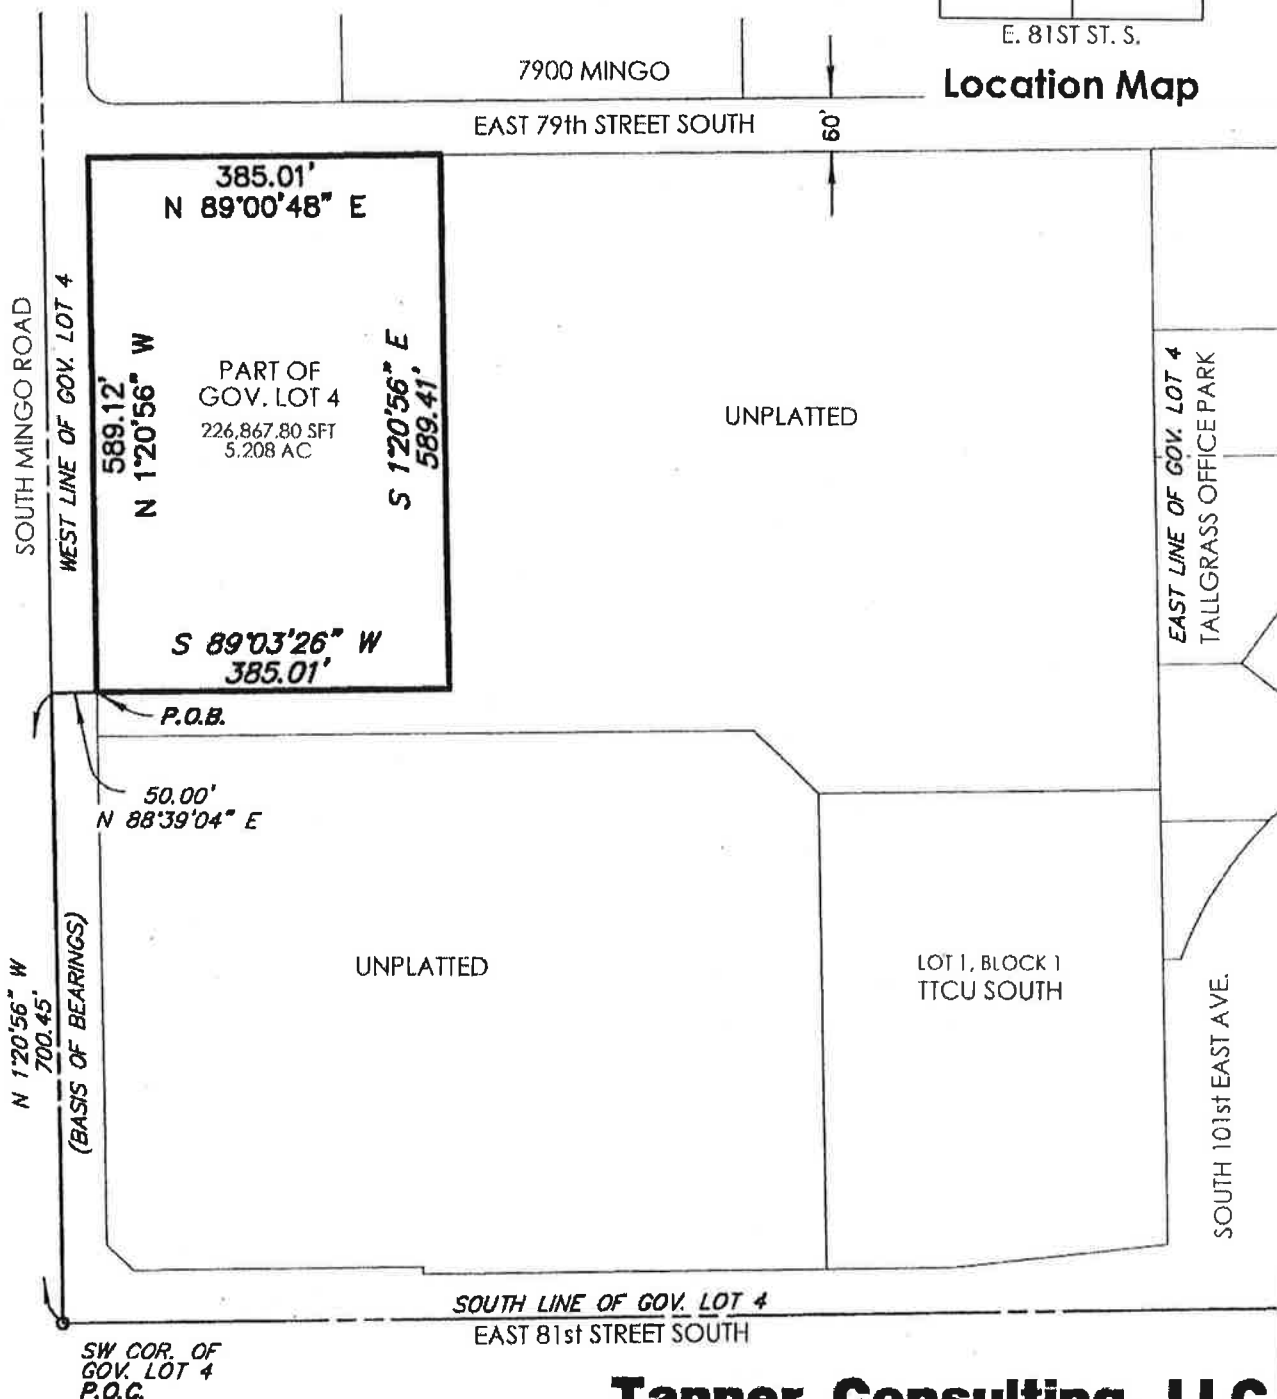 E. 81ST ST. S.
Location Map
7900 MINGO
EAST 79th STREET SOUTH
60'
385.01'
N 89°00'48" E
SOUTH MINGO ROAD
WEST LINE OF GOV. LOT 4
589.12'
N 1°20'56" W
PART OF
GOV. LOT 4
226,867.80 SFT
5.208 AC
S 1°20'56" E
589.41'
UNPLATTED
EAST LINE OF GOV. LOT 4
TALLGRASS OFFICE PARK
S 89°03'26" W
385.01'
P.O.B.
50.00'
N 88°39'04" E
N 1°20'56" W
700.45'
(BASIS OF BEARINGS)
UNPLATTED
LOT 1, BLOCK 1
TTCU SOUTH
SOUTH 101st EAST AVE.
SOUTH LINE OF GOV. LOT 4
EAST 81st STREET SOUTH
SW COR. OF
GOV. LOT 4
P.O.C.
Tanner Consulting, LLC